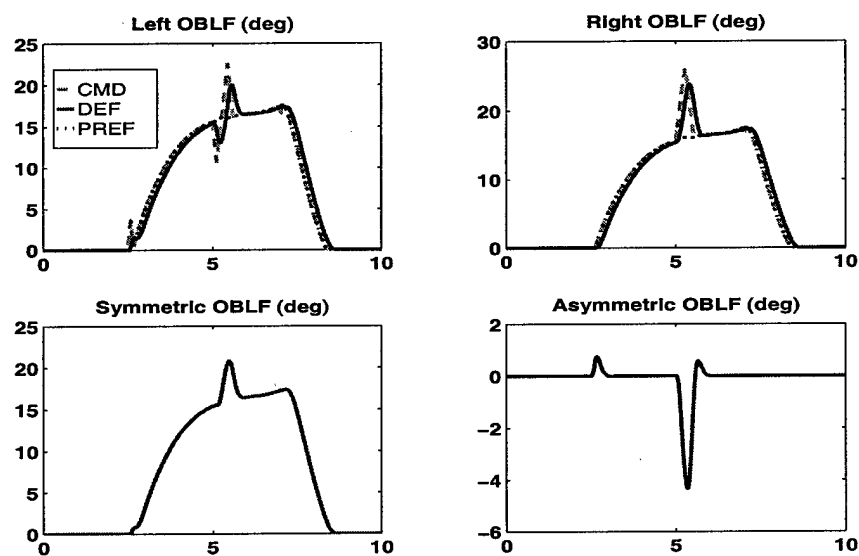 Left OBLF (deg)
25
20
15
10
5
0
0 5 10
CMD
DEF
PREF
Right OBLF (deg)
30
20
10
0
0 5 10
Symmetric OBLF (deg)
25
20
15
10
5
0
0 5 10
Asymmetric OBLF (deg)
2
0
-2
-4
-6
0 5 10